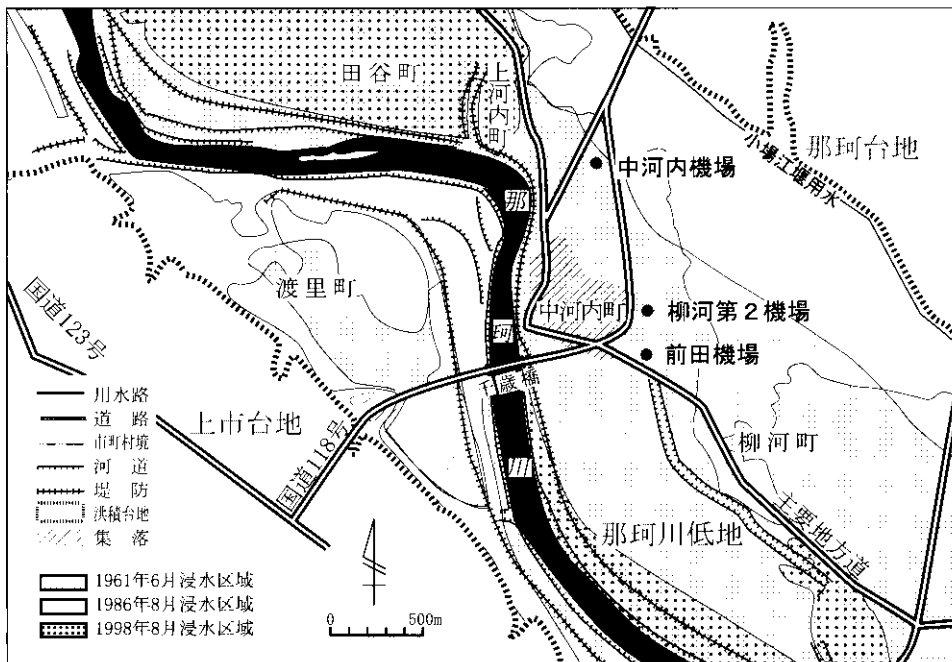 田谷町
上河内町
那珂台地
小場江堰用水
中河内機場
那
渡里町
国道123号
中河内町
柳河第2機場
珂
前田機場
千歳橋
上市台地
国道118号
柳河町
川
主要地方道
那珂川低地
川水路
道路
市町村境
河道
堤防
洪積台地
集落
1961年6月浸水区域
1986年8月浸水区域
1998年8月浸水区域
0 500m